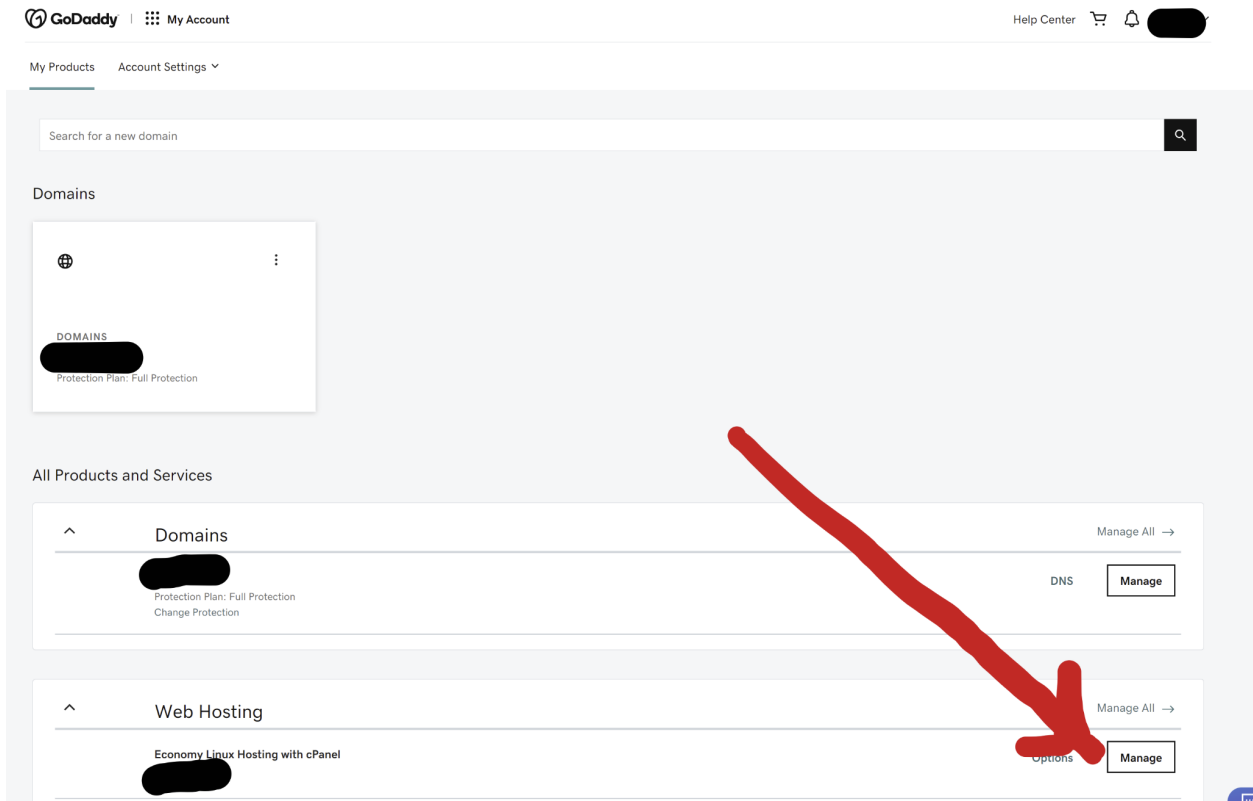 GoDaddy My Account Help Center
My Products Account Settings
Search for a new domain
Domains
DOMAINS
Protection Plan: Full Protection
All Products and Services
Domains Manage All →
DNS Manage
Protection Plan: Full Protection
Change Protection
Web Hosting Manage All →
Economy Linux Hosting with cPanel
Options Manage